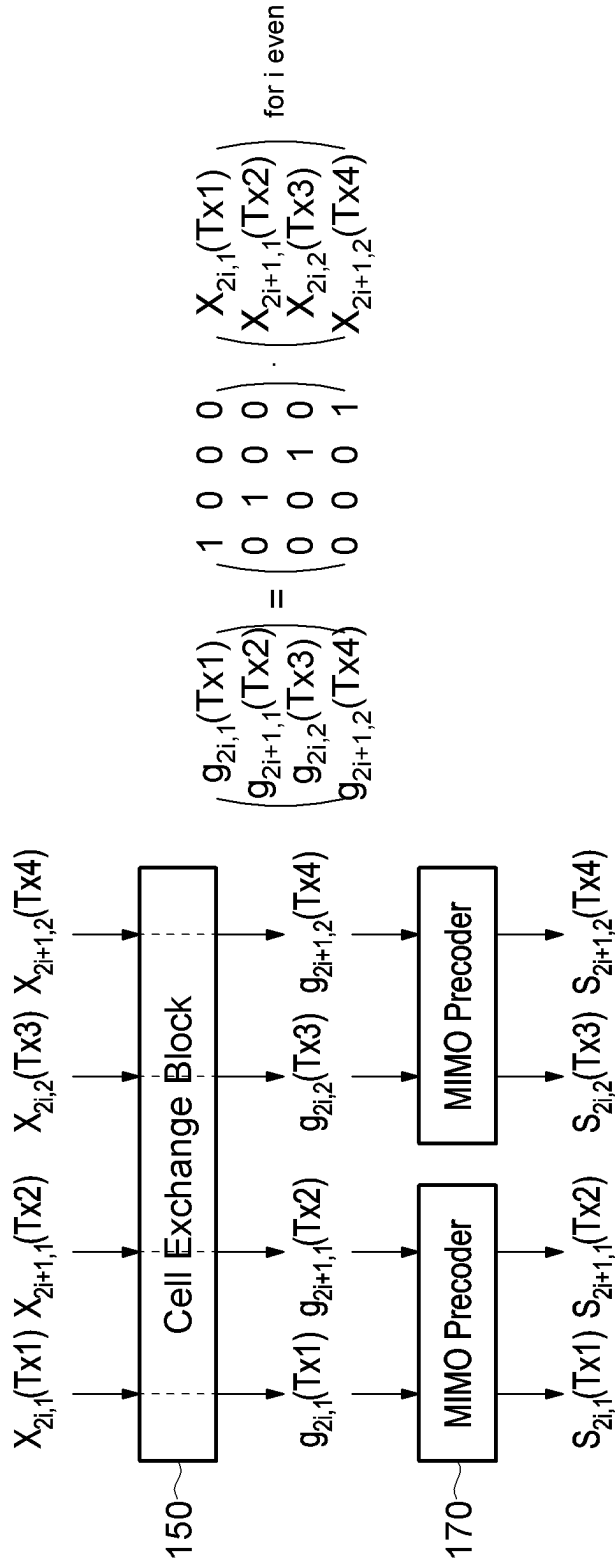 X2i,1(Tx1) X2i+1,1(Tx2) X2i,2(Tx3) X2i+1,2(Tx4)
150
Cell Exchange Block
g2i,1(Tx1) g2i+1,1(Tx2) g2i,2(Tx3) g2i+1,2(Tx4)
170
MIMO Precoder MIMO Precoder
S2i,1(Tx1) S2i+1,1(Tx2) S2i,2(Tx3) S2i+1,2(Tx4)
g2i,1(Tx1) 1 0 0 0 X2i,1(Tx1)
g2i+1,1(Tx2) = 0 1 0 0 · X2i+1,1(Tx2) for i even
g2i,2(Tx3) 0 0 1 0 X2i,2(Tx3)
g2i+1,2(Tx4) 0 0 0 1 X2i+1,2(Tx4)